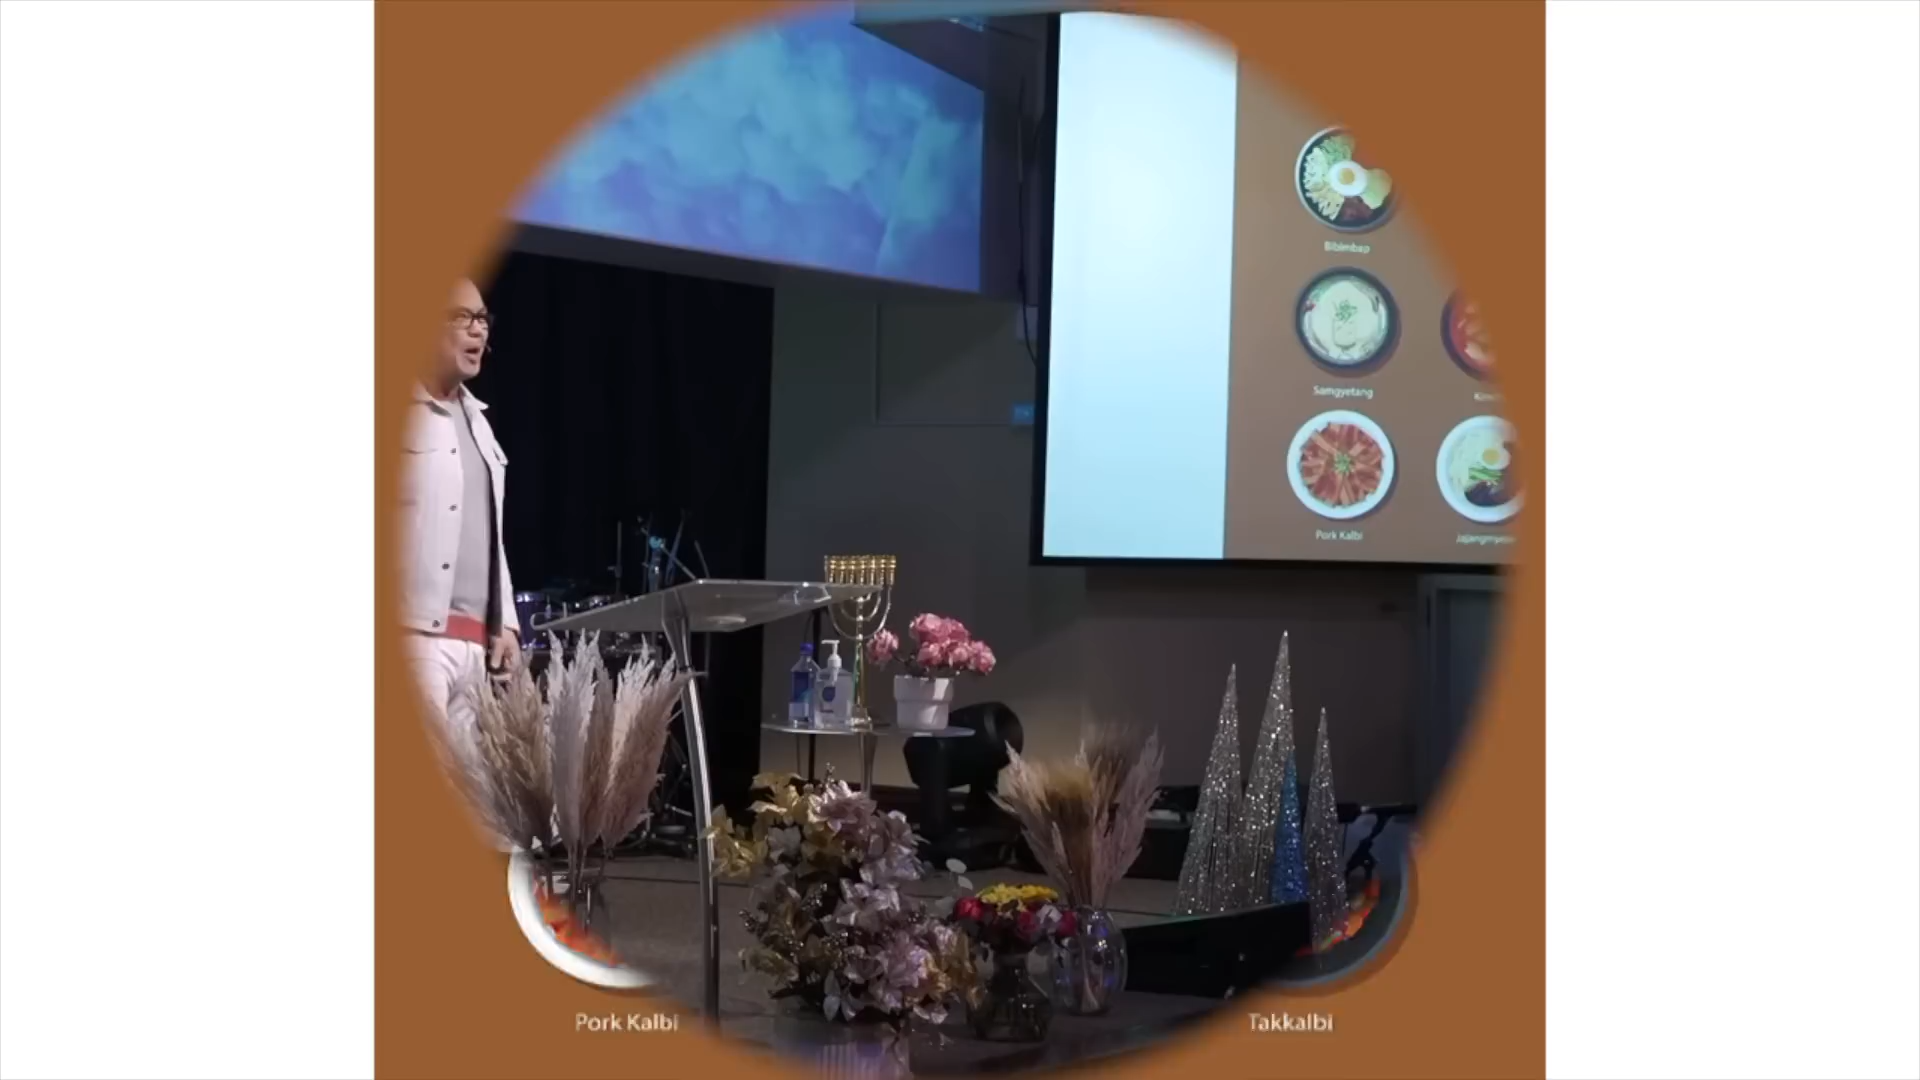 Bibimbap
Samgyetang
Pork Kalbi
Pork Kalbi
Takkalbi